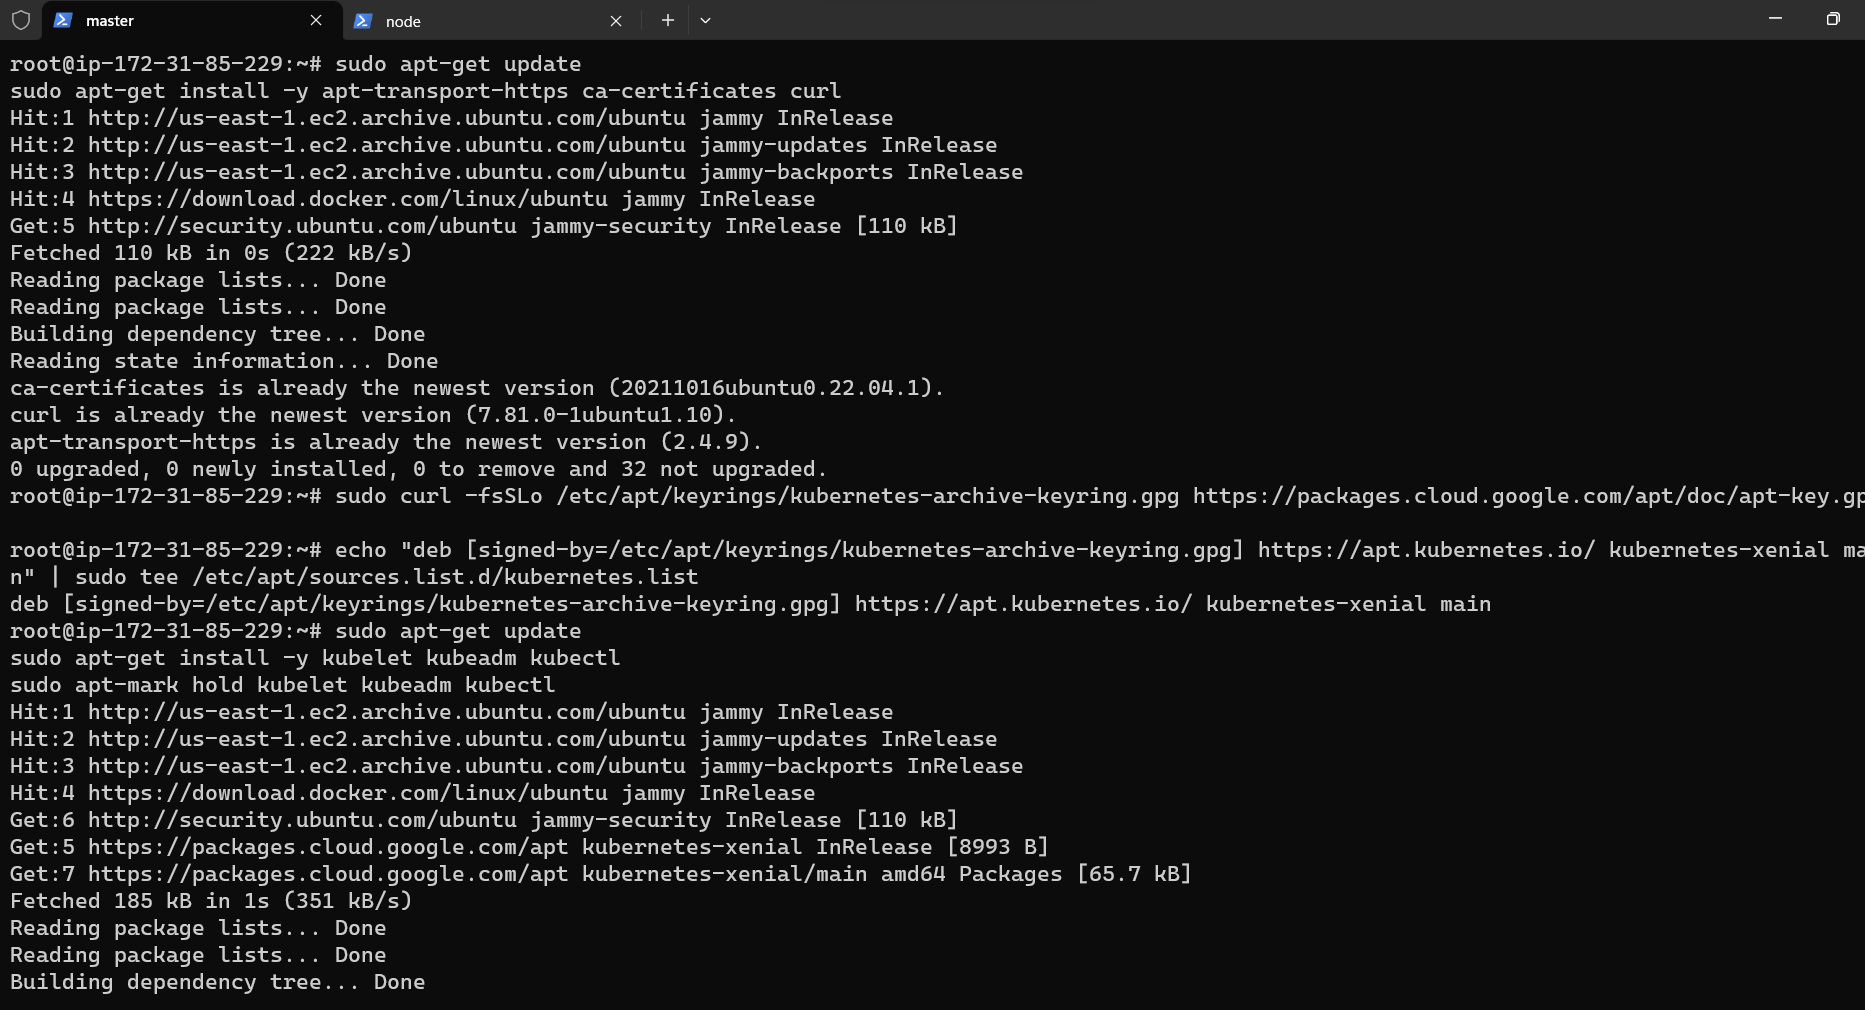 master
node
root@ip-172-31-85-229:~# sudo apt-get update
sudo apt-get install -y apt-transport-https ca-certificates curl
Hit:1 http://us-east-1.ec2.archive.ubuntu.com/ubuntu jammy InRelease
Hit:2 http://us-east-1.ec2.archive.ubuntu.com/ubuntu jammy-updates InRelease
Hit:3 http://us-east-1.ec2.archive.ubuntu.com/ubuntu jammy-backports InRelease
Hit:4 https://download.docker.com/linux/ubuntu jammy InRelease
Get:5 http://security.ubuntu.com/ubuntu jammy-security InRelease [110 kB]
Fetched 110 kB in 0s (222 kB/s)
Reading package lists... Done
Reading package lists... Done
Building dependency tree... Done
Reading state information... Done
ca-certificates is already the newest version (20211016ubuntu0.22.04.1).
curl is already the newest version (7.81.0-1ubuntu1.10).
apt-transport-https is already the newest version (2.4.9).
0 upgraded, 0 newly installed, 0 to remove and 32 not upgraded.
root@ip-172-31-85-229:~# sudo curl -fsSLo /etc/apt/keyrings/kubernetes-archive-keyring.gpg https://packages.cloud.google.com/apt/doc/apt-key.gp
root@ip-172-31-85-229:~# echo "deb [signed-by=/etc/apt/keyrings/kubernetes-archive-keyring.gpg] https://apt.kubernetes.io/ kubernetes-xenial ma
n" | sudo tee /etc/apt/sources.list.d/kubernetes.list
deb [signed-by=/etc/apt/keyrings/kubernetes-archive-keyring.gpg] https://apt.kubernetes.io/ kubernetes-xenial main
root@ip-172-31-85-229:~# sudo apt-get update
sudo apt-get install -y kubelet kubeadm kubectl
sudo apt-mark hold kubelet kubeadm kubectl
Hit:1 http://us-east-1.ec2.archive.ubuntu.com/ubuntu jammy InRelease
Hit:2 http://us-east-1.ec2.archive.ubuntu.com/ubuntu jammy-updates InRelease
Hit:3 http://us-east-1.ec2.archive.ubuntu.com/ubuntu jammy-backports InRelease
Hit:4 https://download.docker.com/linux/ubuntu jammy InRelease
Get:6 http://security.ubuntu.com/ubuntu jammy-security InRelease [110 kB]
Get:5 https://packages.cloud.google.com/apt kubernetes-xenial InRelease [8993 B]
Get:7 https://packages.cloud.google.com/apt kubernetes-xenial/main amd64 Packages [65.7 kB]
Fetched 185 kB in 1s (351 kB/s)
Reading package lists... Done
Reading package lists... Done
Building dependency tree... Done